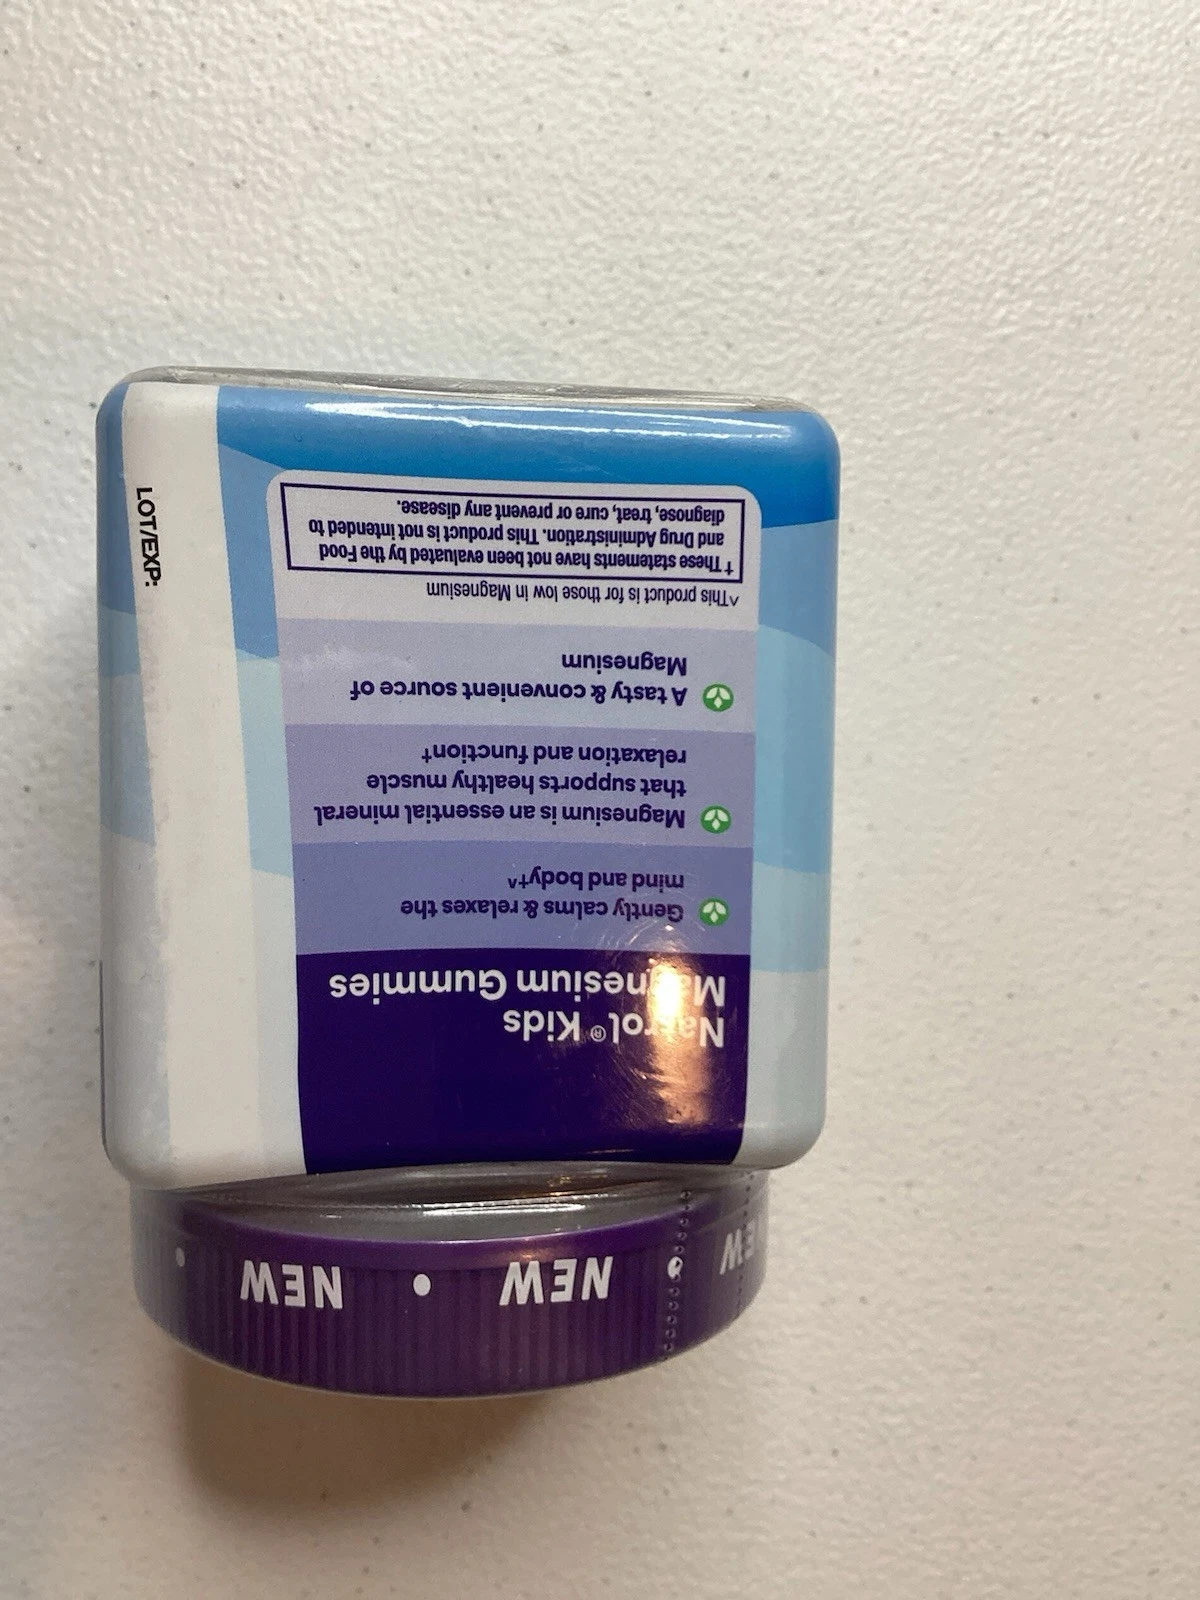 NEW • NEW • NEW
Natrol® Kids
Magnesium Gummies
Gently calms & relaxes the
mind and body†^
Magnesium is an essential mineral
that supports healthy muscle
relaxation and function†
A tasty & convenient source of
Magnesium
^This product is for those low in Magnesium
† These statements have not been evaluated by the Food
and Drug Administration. This product is not intended to
diagnose, treat, cure or prevent any disease.
LOT/EXP: